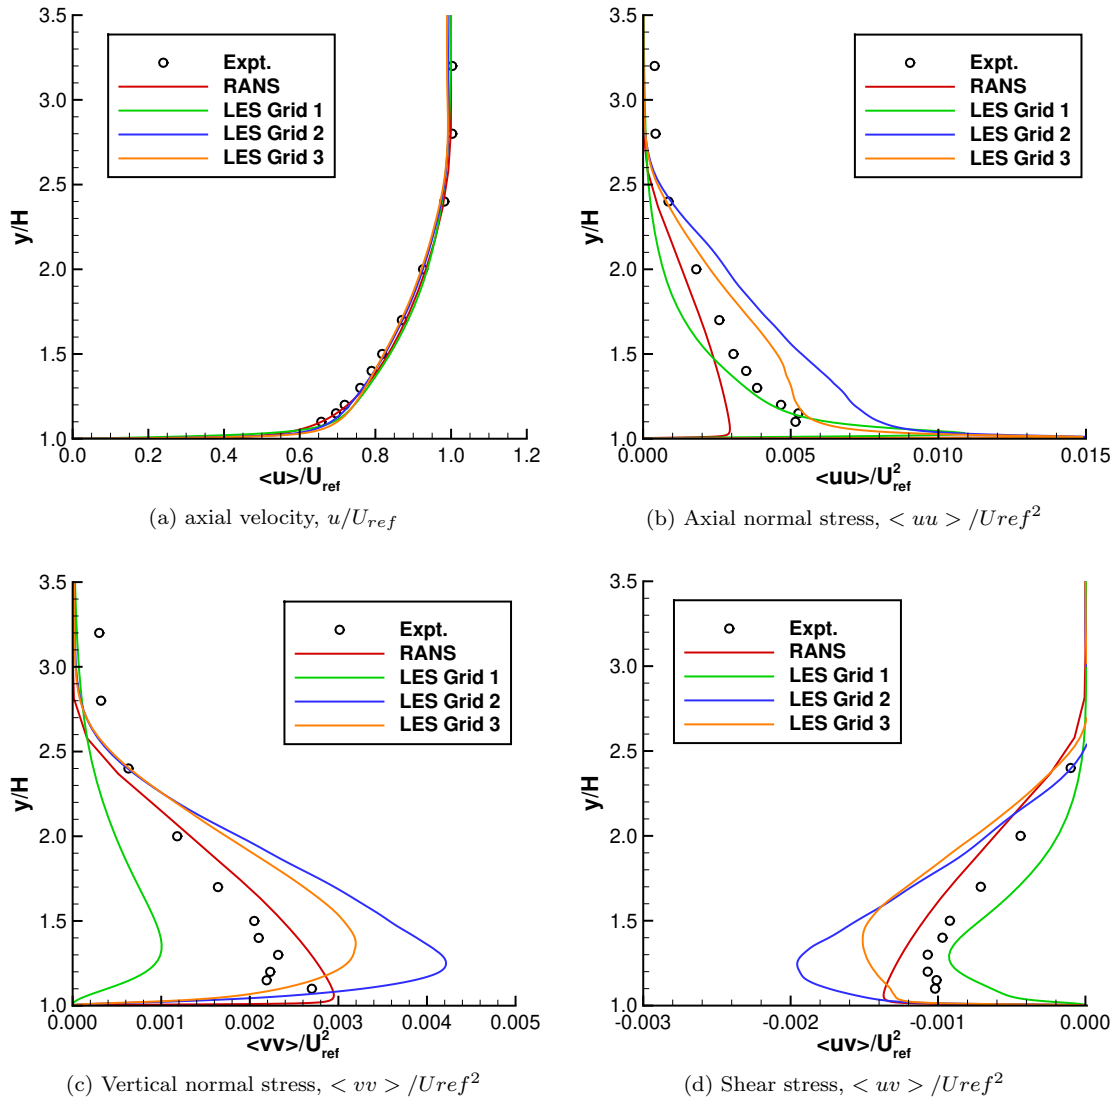 3.5
3.0
2.5
2.0
1.5
1.0
y/H
Expt.
RANS
LES Grid 1
LES Grid 2
LES Grid 3
0.0 0.2 0.4 0.6 0.8 1.0 1.2
<u>/U_ref
(a) axial velocity, u/U_ref
3.5
3.0
2.5
2.0
1.5
1.0
y/H
Expt.
RANS
LES Grid 1
LES Grid 2
LES Grid 3
0.000 0.005 0.010 0.015
<uu>/U²_ref
(b) Axial normal stress, < uu > /Uref²
3.5
3.0
2.5
2.0
1.5
1.0
y/H
Expt.
RANS
LES Grid 1
LES Grid 2
LES Grid 3
0.000 0.001 0.002 0.003 0.004 0.005
<vv>/U²_ref
(c) Vertical normal stress, < vv > /Uref²
3.5
3.0
2.5
2.0
1.5
1.0
y/H
Expt.
RANS
LES Grid 1
LES Grid 2
LES Grid 3
-0.003 -0.002 -0.001 0.000
<uv>/U²_ref
(d) Shear stress, < uv > /Uref²